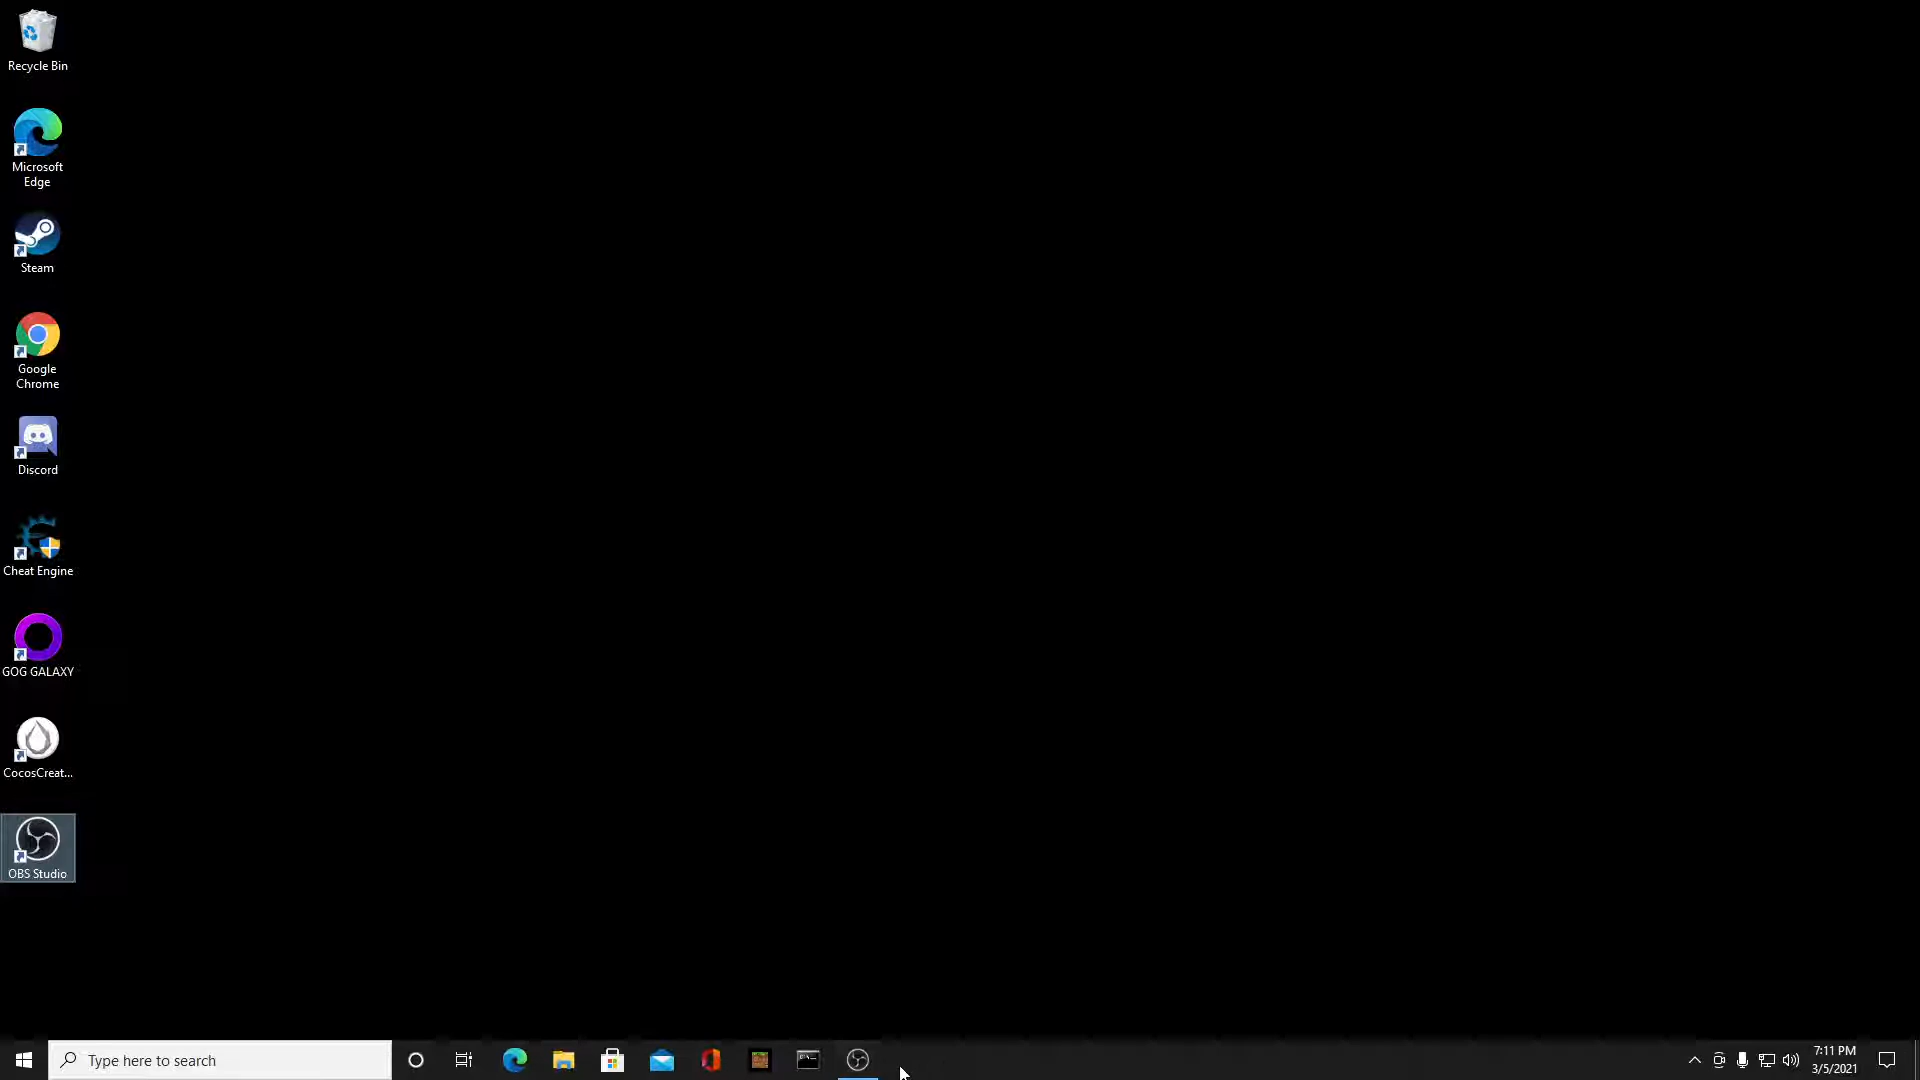 Recycle Bin
Microsoft
Edge
Steam
Google
Chrome
Discord
Cheat Engine
GOG GALAXY
CocosCreat...
OBS Studio
Type here to search
7:11 PM
3/5/2021